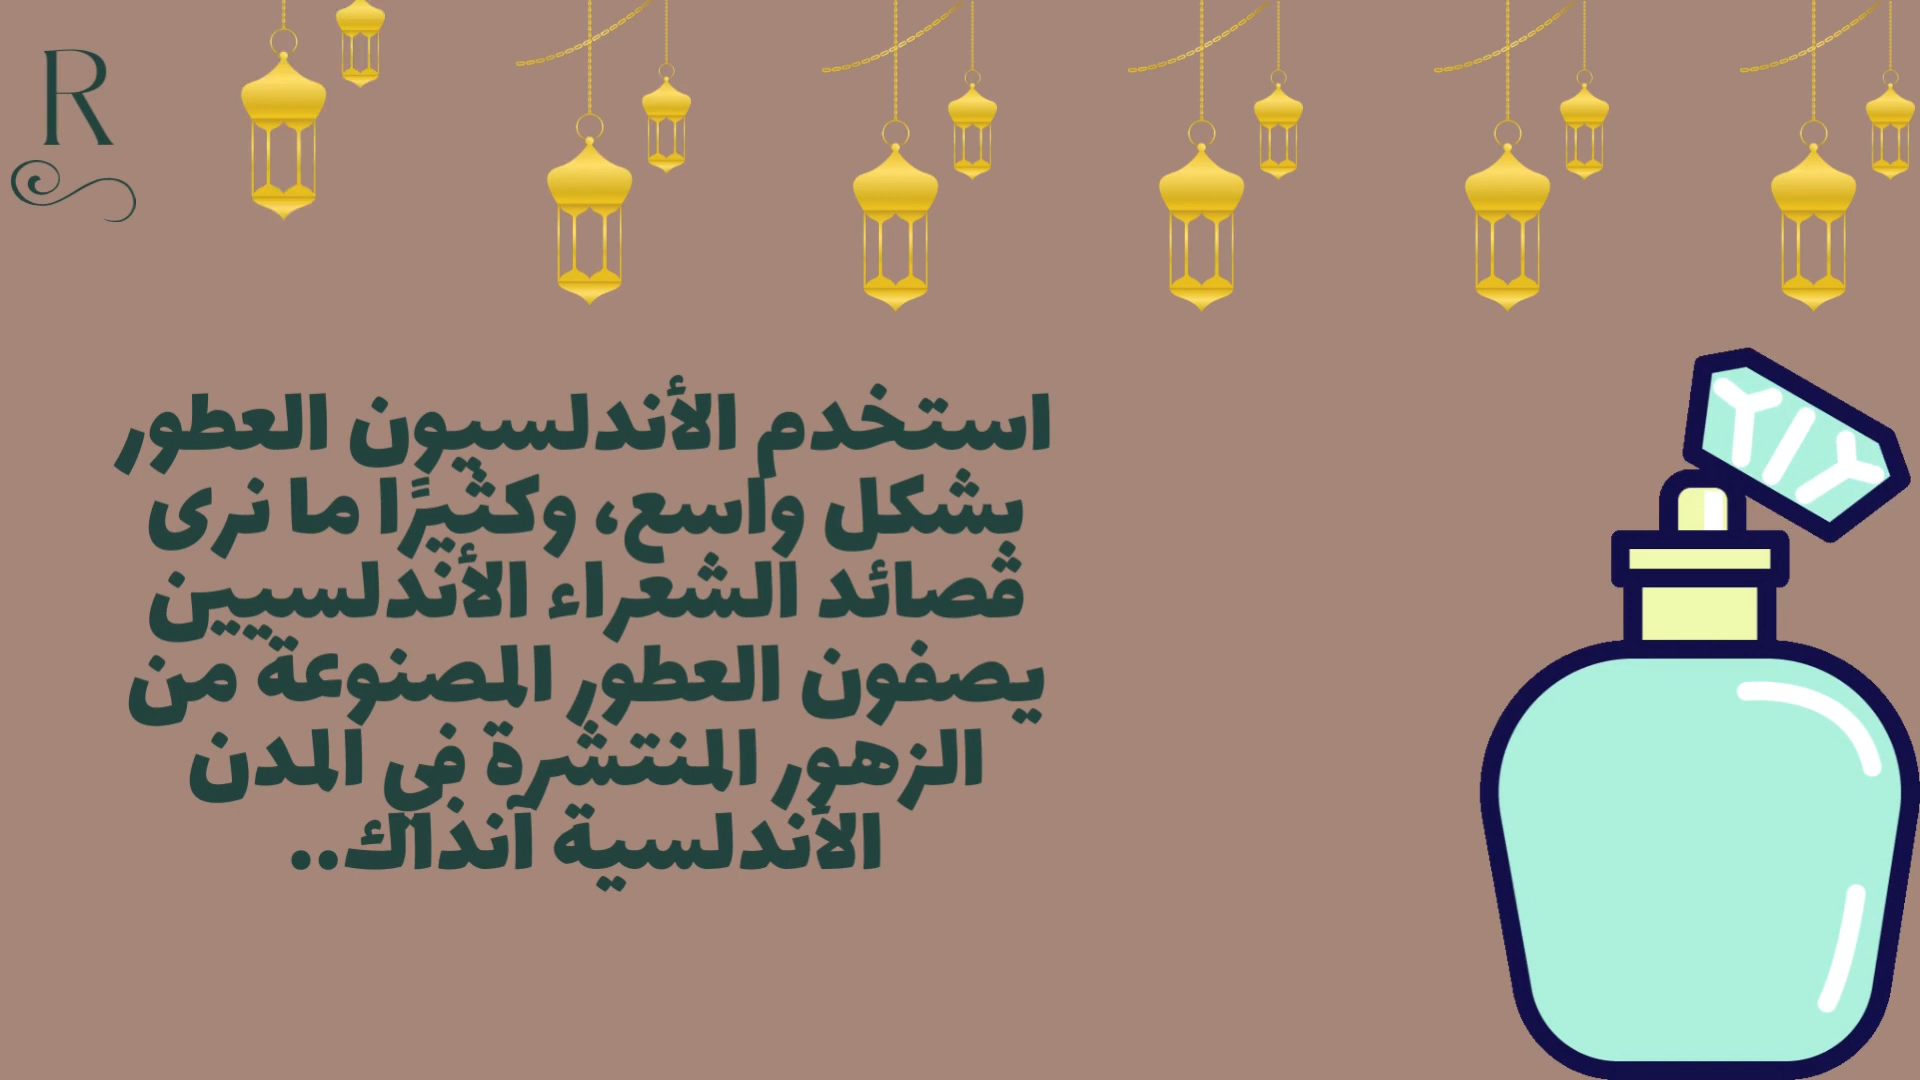 R
استخدم الأندلسيون العطور
بشكل واسع، وكثيرًا ما نرى
قصائد الشعراء الأندلسيين
يصفون العطور المصنوعة من
الزهور المنتشرة في المدن
الأندلسية آنذاك..